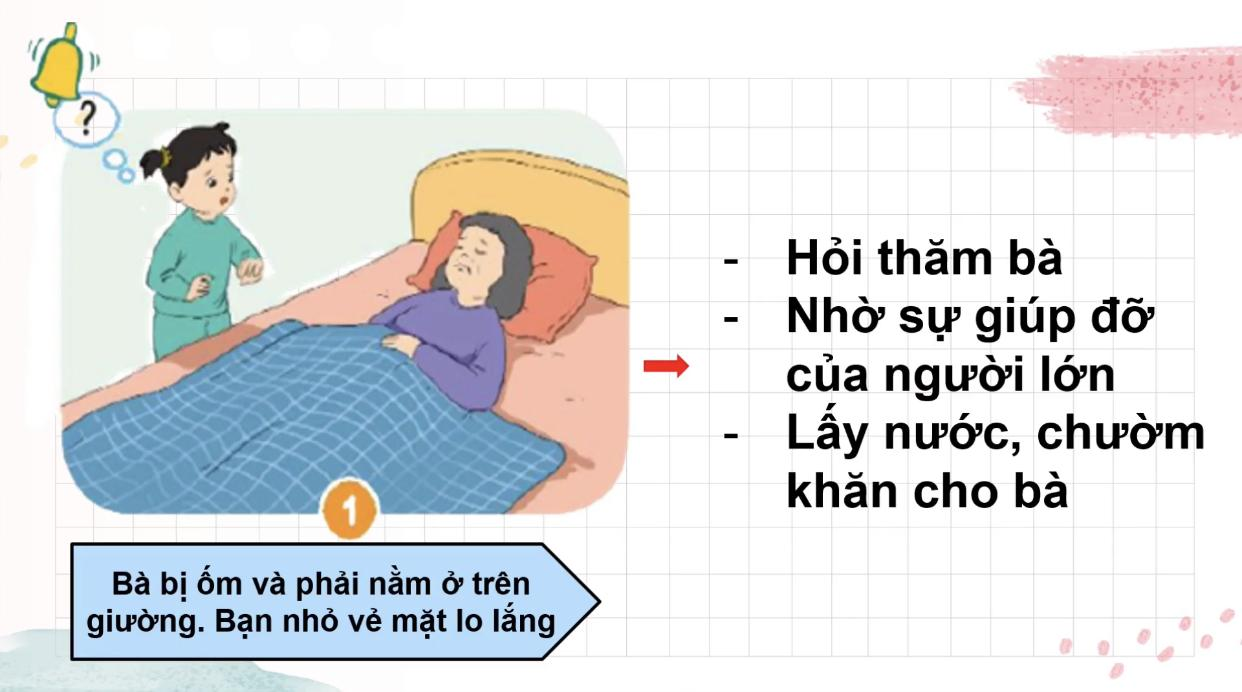 ?
1
Bà bị ốm và phải nằm ở trên
giường. Bạn nhỏ vẻ mặt lo lắng
- Hỏi thăm bà
- Nhờ sự giúp đỡ
của người lớn
- Lấy nước, chườm
khăn cho bà